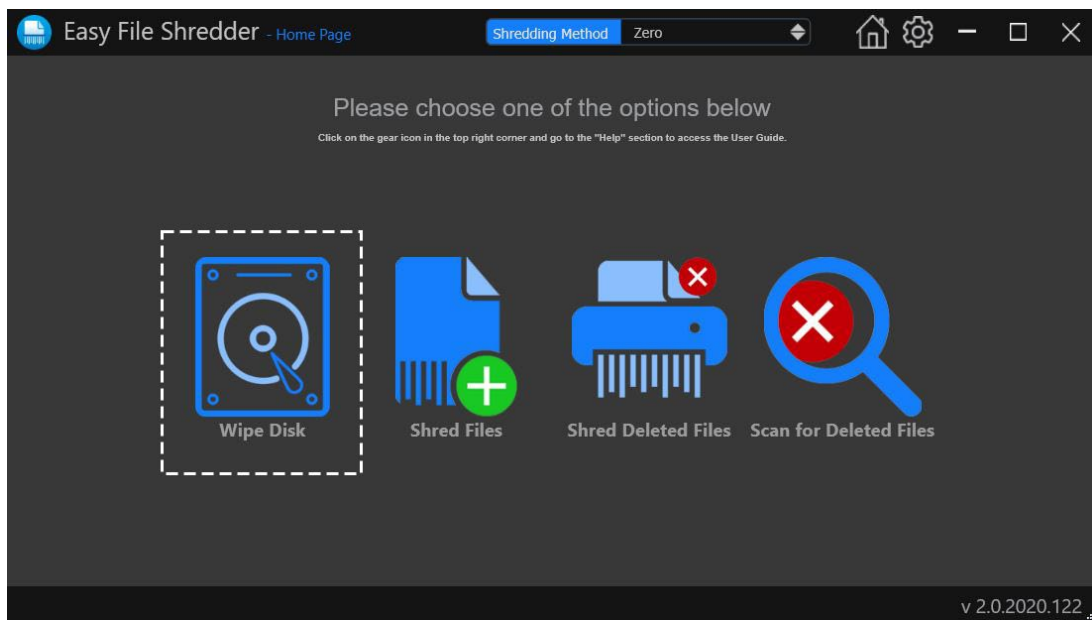 Easy File Shredder - Home Page
Shredding Method Zero
Please choose one of the options below
Click on the gear icon in the top right corner and go to the "Help" section to access the User Guide.
Wipe Disk
Shred Files
Shred Deleted Files
Scan for Deleted Files
v 2.0.2020.122